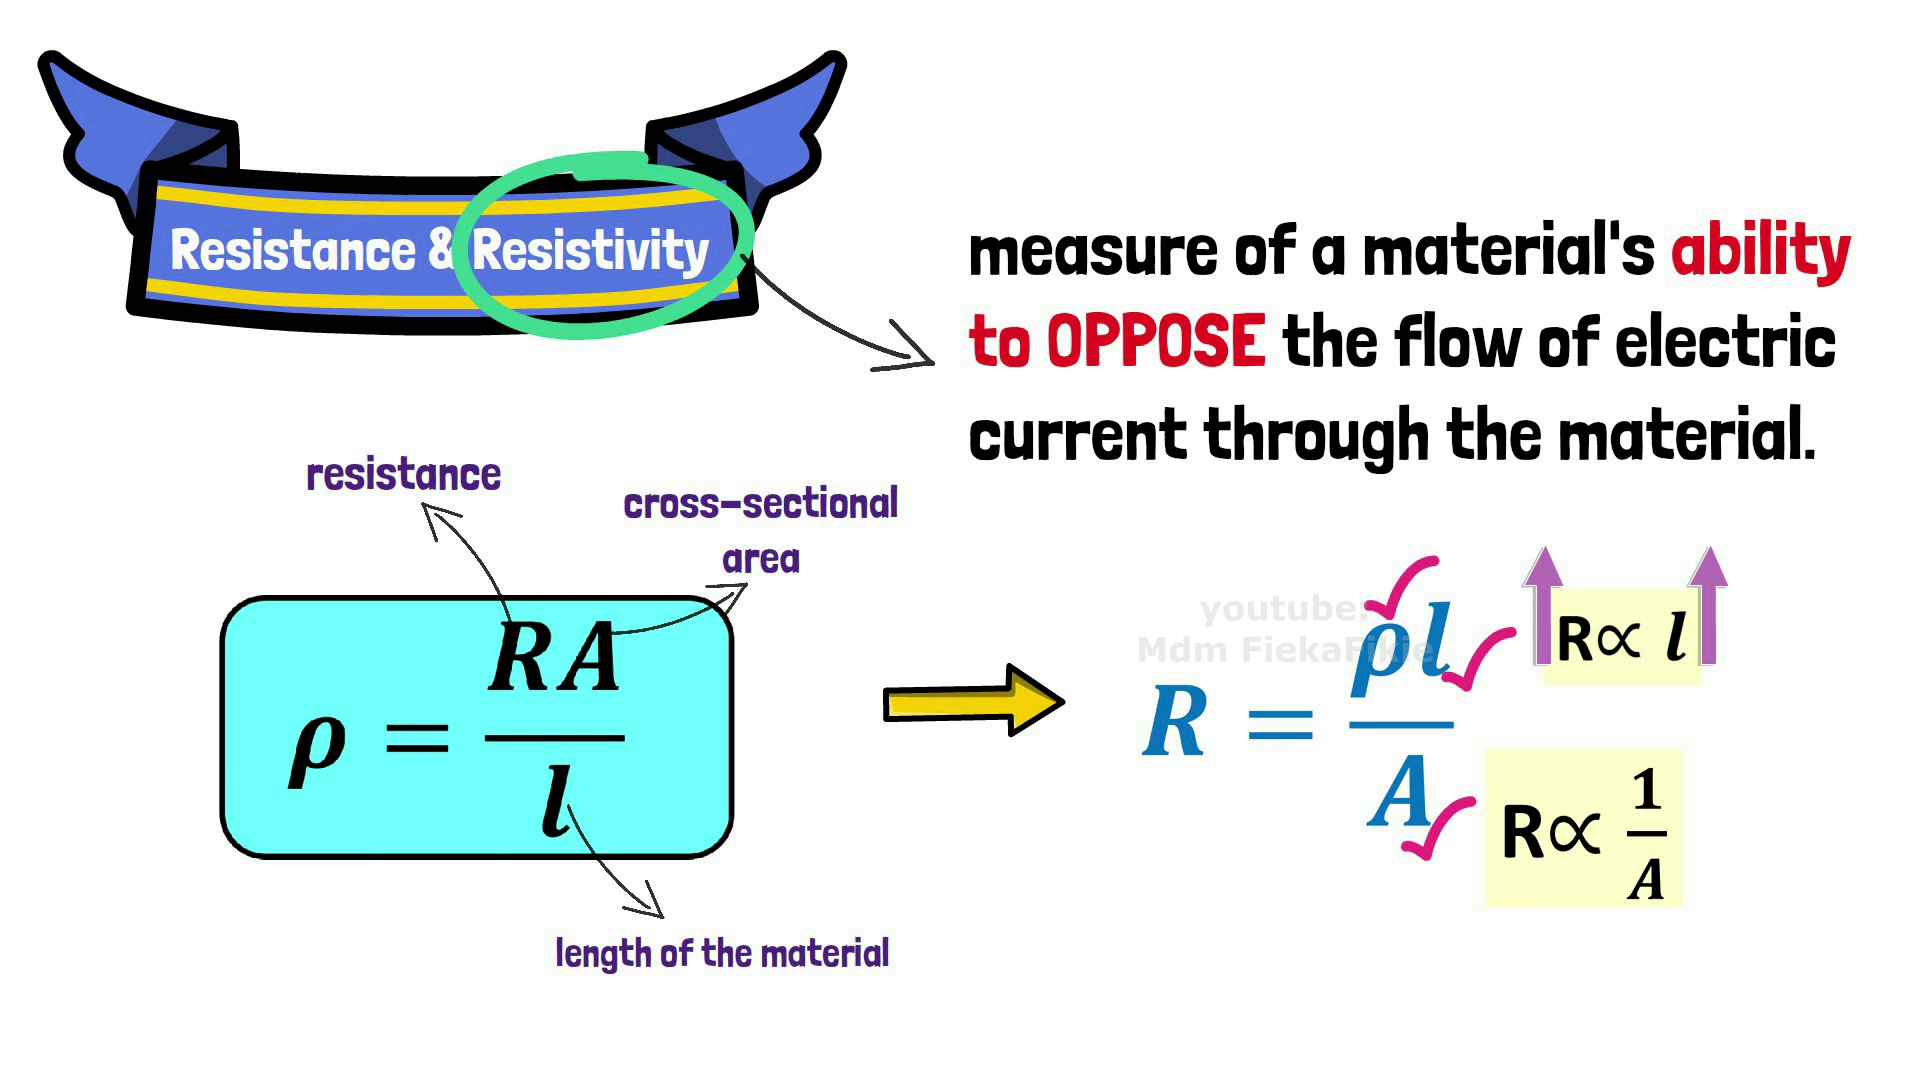 Resistance & Resistivity
measure of a material's ability
to OPPOSE the flow of electric
current through the material.
resistance
cross-sectional
area
ρ = RA / l
length of the material
youtube:
Mdm FiekaFikie
R = ρl / A
R∝ l
R∝ 1 / A